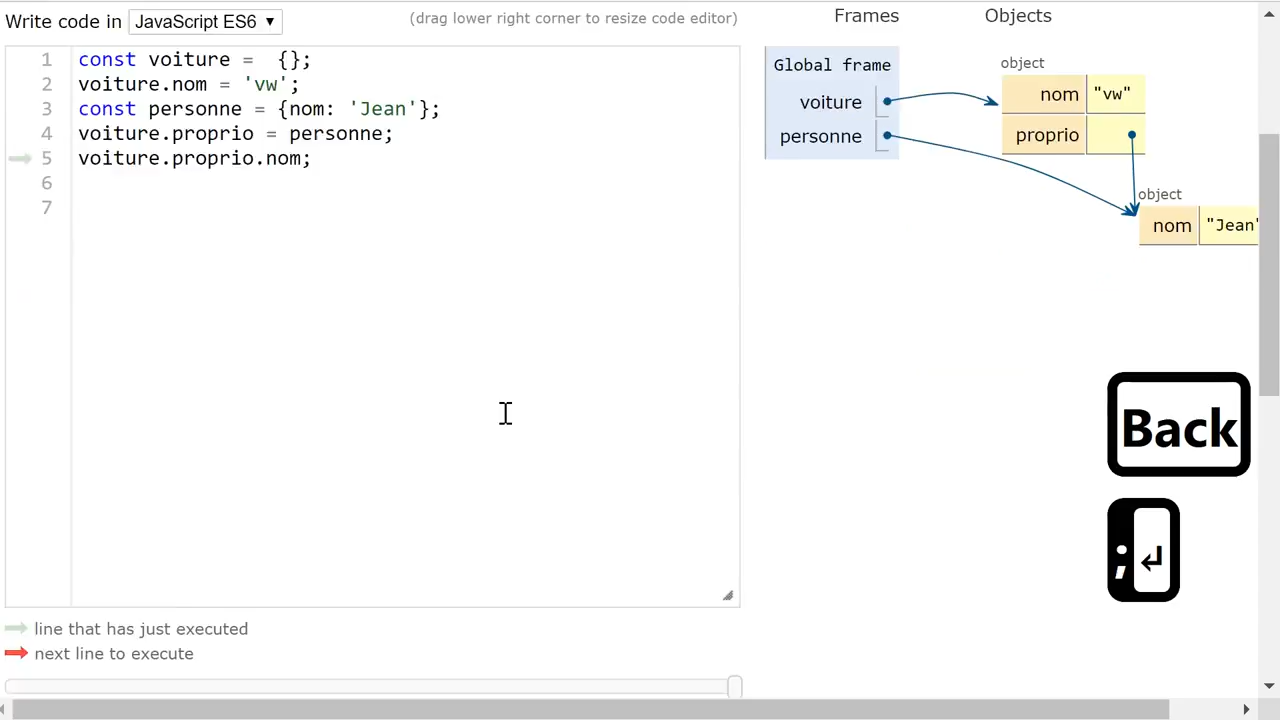 Write code in JavaScript ES6
(drag lower right corner to resize code editor)
Frames
Objects
1 const voiture =  {};
2 voiture.nom = 'vw';
3 const personne = {nom: 'Jean'};
4 voiture.proprio = personne;
5 voiture.proprio.nom;
6
7
Global frame
voiture
personne
object
nom "vw"
proprio
object
nom "Jean"
Back
;
line that has just executed
next line to execute